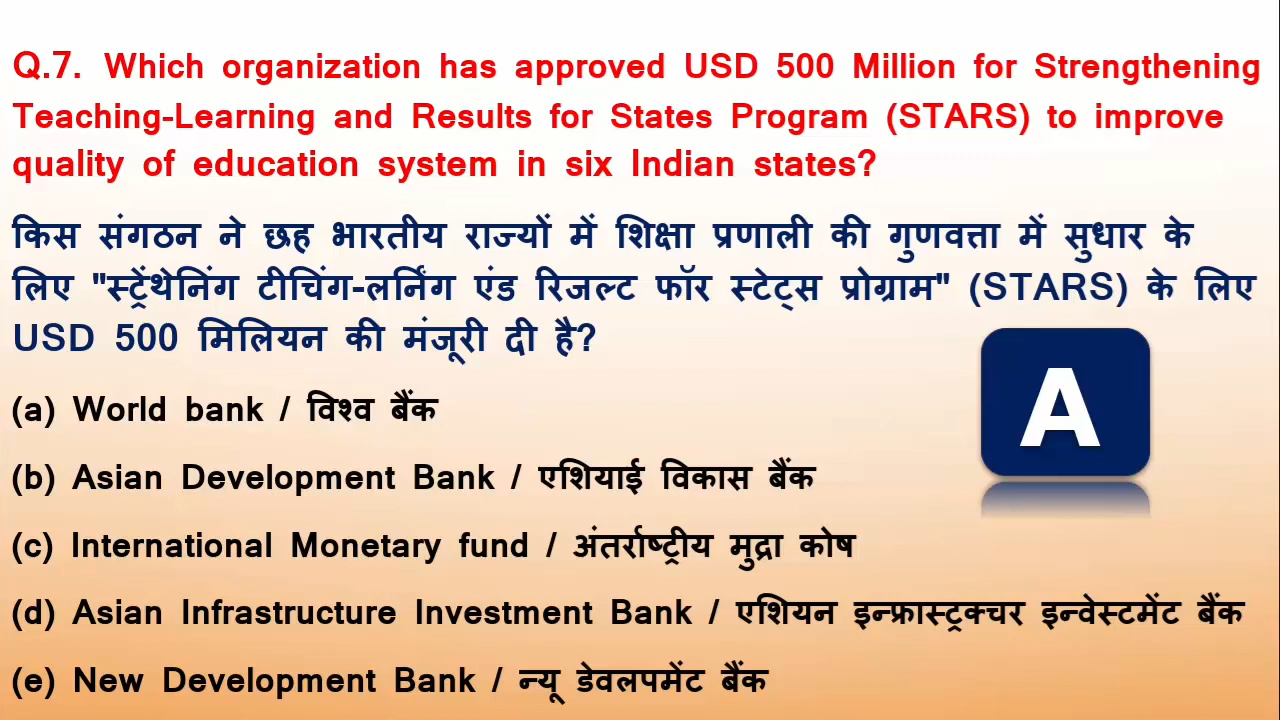 Q.7. Which organization has approved USD 500 Million for Strengthening
Teaching-Learning and Results for States Program (STARS) to improve
quality of education system in six Indian states?
किस संगठन ने छह भारतीय राज्यों में शिक्षा प्रणाली की गुणवत्ता में सुधार के
लिए "स्ट्रेंथेनिंग टीचिंग-लर्निंग एंड रिजल्ट फॉर स्टेट्स प्रोग्राम" (STARS) के लिए
USD 500 मिलियन की मंजूरी दी है?
(a) World bank / विश्व बैंक
A
(b) Asian Development Bank / एशियाई विकास बैंक
(c) International Monetary fund / अंतर्राष्ट्रीय मुद्रा कोष
(d) Asian Infrastructure Investment Bank / एशियन इन्फ्रास्ट्रक्चर इन्वेस्टमेंट बैंक
(e) New Development Bank / न्यू डेवलपमेंट बैंक